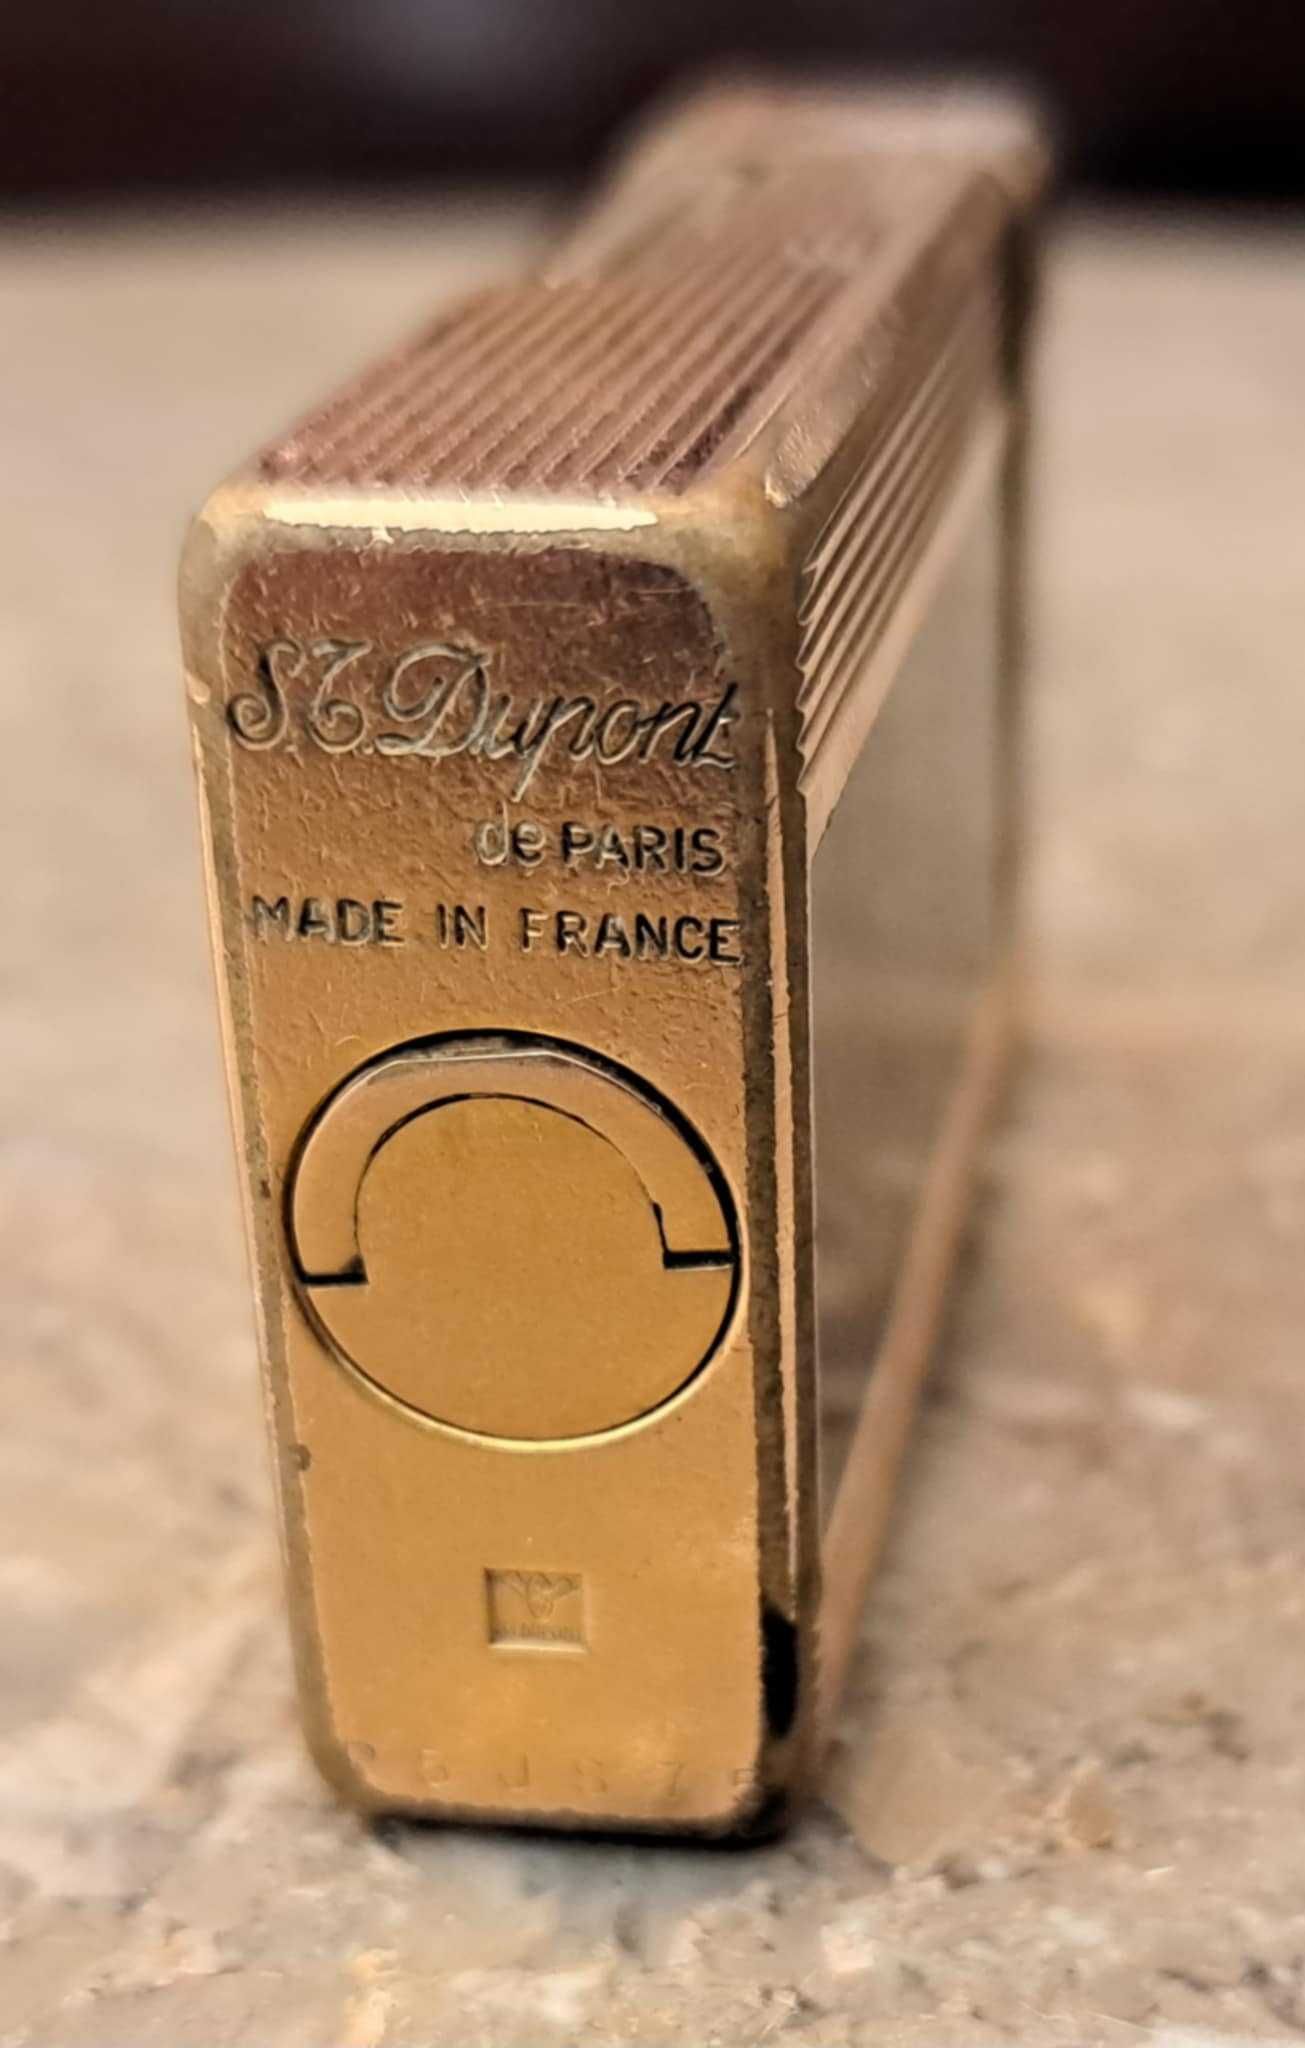 S.T. Dupont
de PARIS
MADE IN FRANCE